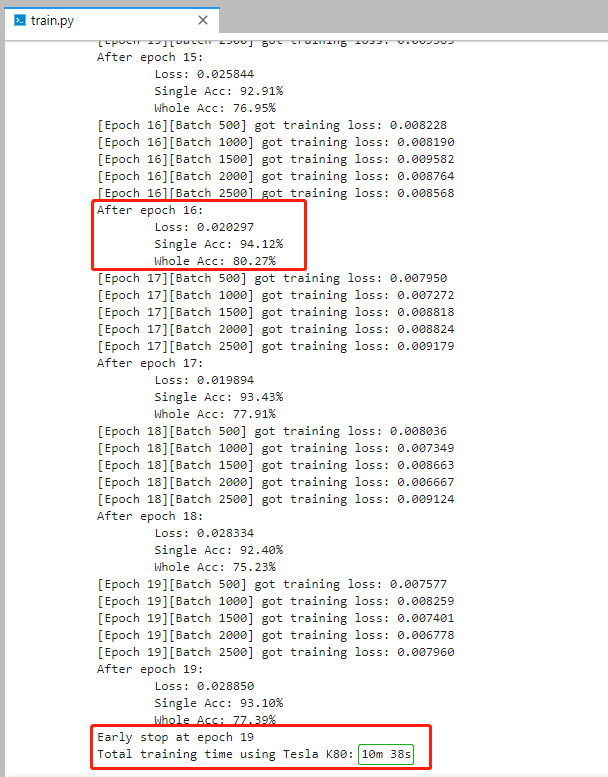 train.py
[Epoch 15][Batch 2500] got training loss: 0.009509
After epoch 15:
Loss: 0.025844
Single Acc: 92.91%
Whole Acc: 76.95%
[Epoch 16][Batch 500] got training loss: 0.008228
[Epoch 16][Batch 1000] got training loss: 0.008190
[Epoch 16][Batch 1500] got training loss: 0.009582
[Epoch 16][Batch 2000] got training loss: 0.008764
[Epoch 16][Batch 2500] got training loss: 0.008568
After epoch 16:
Loss: 0.020297
Single Acc: 94.12%
Whole Acc: 80.27%
[Epoch 17][Batch 500] got training loss: 0.007950
[Epoch 17][Batch 1000] got training loss: 0.007272
[Epoch 17][Batch 1500] got training loss: 0.008818
[Epoch 17][Batch 2000] got training loss: 0.008824
[Epoch 17][Batch 2500] got training loss: 0.009179
After epoch 17:
Loss: 0.019894
Single Acc: 93.43%
Whole Acc: 77.91%
[Epoch 18][Batch 500] got training loss: 0.008036
[Epoch 18][Batch 1000] got training loss: 0.007349
[Epoch 18][Batch 1500] got training loss: 0.008663
[Epoch 18][Batch 2000] got training loss: 0.006667
[Epoch 18][Batch 2500] got training loss: 0.009124
After epoch 18:
Loss: 0.028334
Single Acc: 92.40%
Whole Acc: 75.23%
[Epoch 19][Batch 500] got training loss: 0.007577
[Epoch 19][Batch 1000] got training loss: 0.008259
[Epoch 19][Batch 1500] got training loss: 0.007401
[Epoch 19][Batch 2000] got training loss: 0.006778
[Epoch 19][Batch 2500] got training loss: 0.007960
After epoch 19:
Loss: 0.028850
Single Acc: 93.10%
Whole Acc: 77.39%
Early stop at epoch 19
Total training time using Tesla K80: 10m 38s